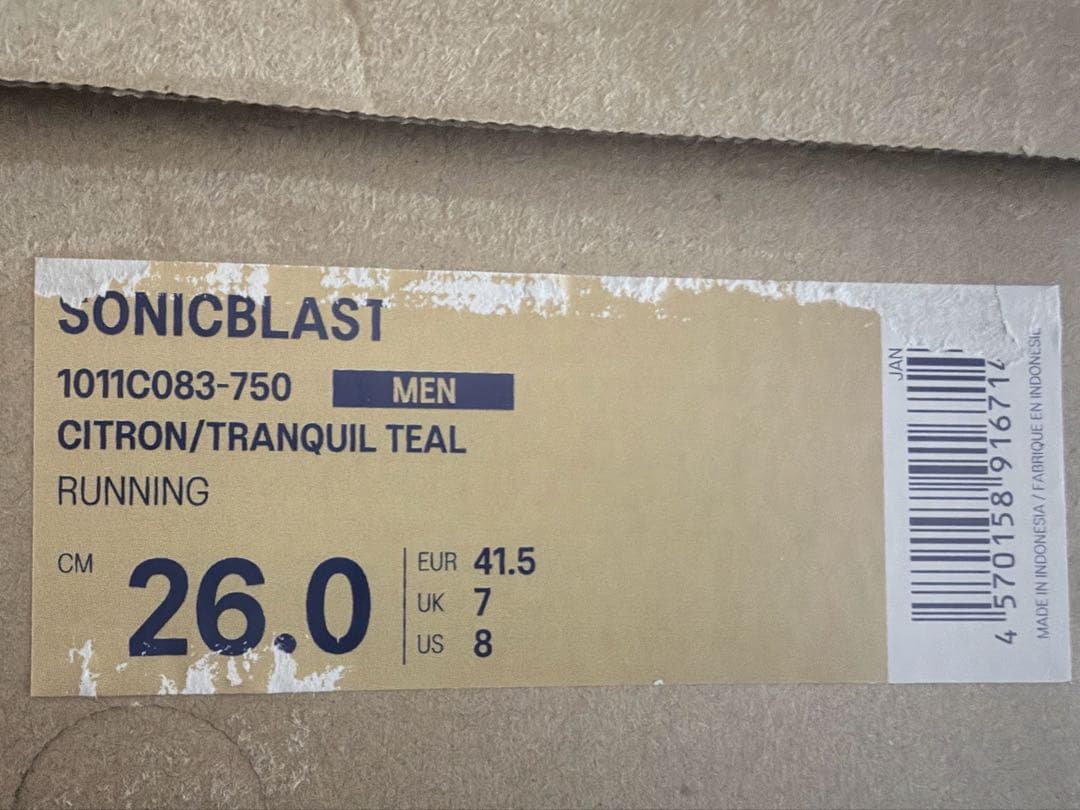 SONICBLAST
1011C083-750 MEN
CITRON/TRANQUIL TEAL
RUNNING
CM 26.0
EUR 41.5
UK 7
US 8
JAN
4 570158 916714
MADE IN INDONESIA / FABRIQUE EN INDONESIE